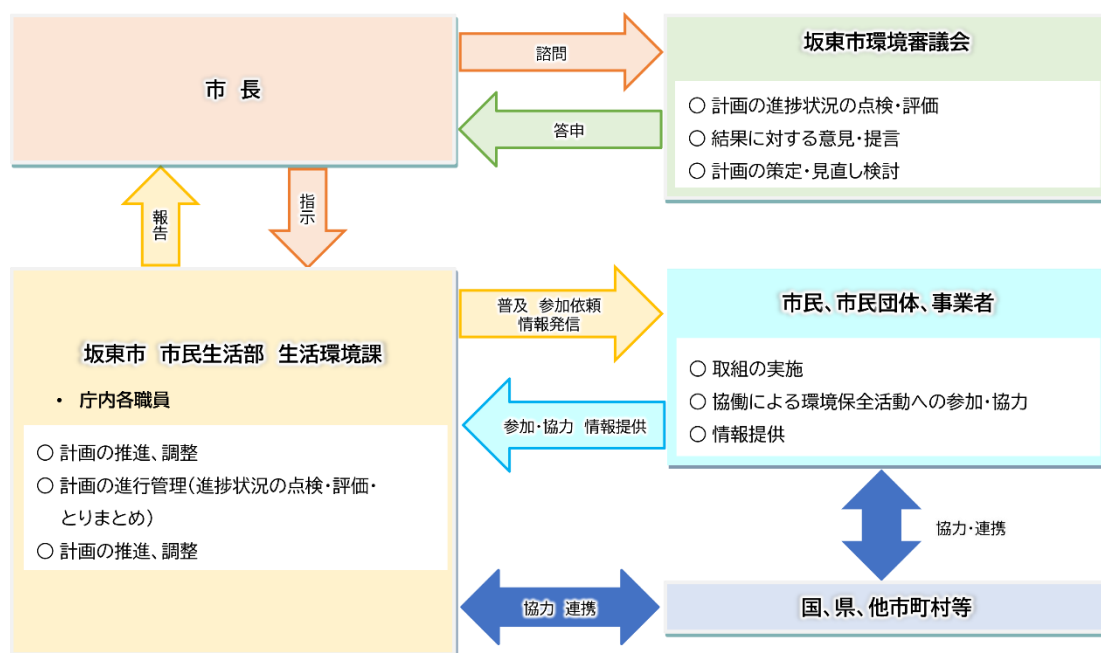 市 長
諮問
答申
坂東市環境審議会
○ 計画の進捗状況の点検・評価
○ 結果に対する意見・提言
○ 計画の策定・見直し検討
報告
指示
坂東市 市民生活部 生活環境課
・ 庁内各職員
○ 計画の推進、調整
○ 計画の進行管理(進捗状況の点検・評価・
とりまとめ)
○ 計画の推進、調整
普及 参加依頼
情報発信
参加・協力 情報提供
市民、市民団体、事業者
○ 取組の実施
○ 協働による環境保全活動への参加・協力
○ 情報提供
協力・連携
協力 連携
国、県、他市町村等